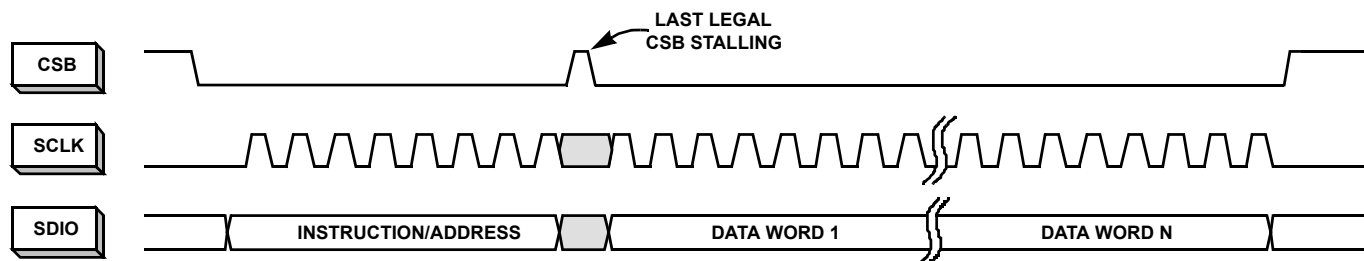 LAST LEGAL
CSB STALLING
CSB
SCLK
SDIO
INSTRUCTION/ADDRESS
DATA WORD 1
DATA WORD N